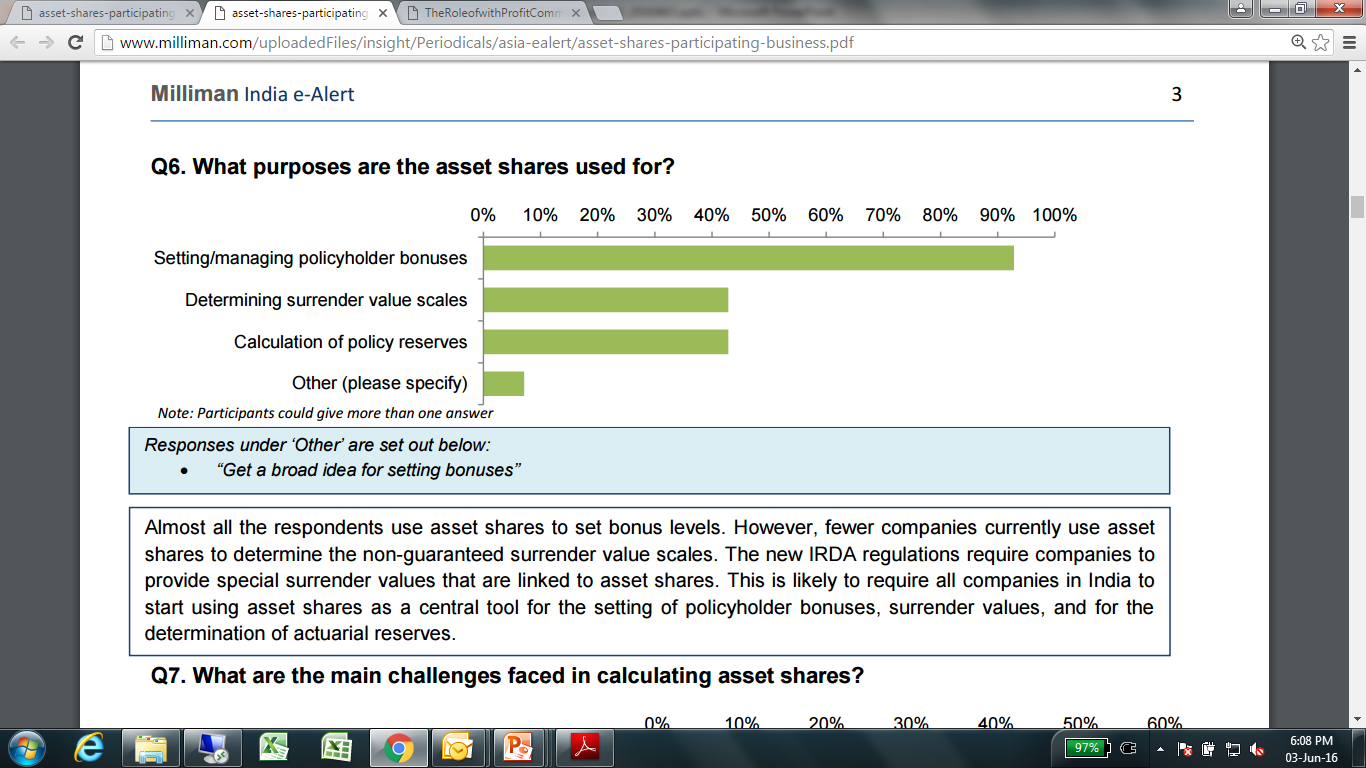 asset-shares-participating
asset-shares-participating
TheRoleofwithProfitComm
Microsoft PowerPoint
www.milliman.com/uploadedFiles/insight/Periodicals/asia-ealert/asset-shares-participating-business.pdf
Milliman India e-Alert 3
Q6. What purposes are the asset shares used for?
0% 10% 20% 30% 40% 50% 60% 70% 80% 90% 100%
Setting/managing policyholder bonuses
Determining surrender value scales
Calculation of policy reserves
Other (please specify)
Note: Participants could give more than one answer
Responses under ‘Other’ are set out below:
• “Get a broad idea for setting bonuses”
Almost all the respondents use asset shares to set bonus levels. However, fewer companies currently use asset
shares to determine the non-guaranteed surrender value scales. The new IRDA regulations require companies to
provide special surrender values that are linked to asset shares. This is likely to require all companies in India to
start using asset shares as a central tool for the setting of policyholder bonuses, surrender values, and for the
determination of actuarial reserves.
Q7. What are the main challenges faced in calculating asset shares?
0% 10% 20% 30% 40% 50% 60%
97%
6:08 PM
03-Jun-16